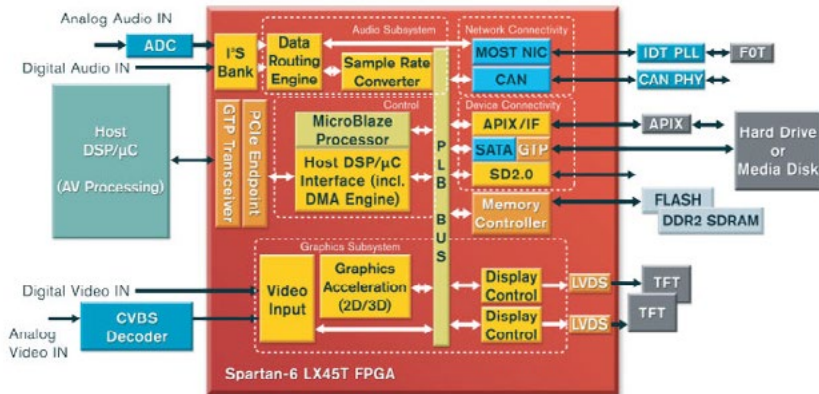 Analog Audio IN
ADC
Digital Audio IN
I²S
Bank
Audio Subsystem
Data
Routing
Engine
Sample Rate
Converter
Network Connectivity
MOST NIC
CAN
IDT PLL
FOT
CAN PHY
Host
DSP/µC
(AV Processing)
GTP Transceiver
PCIe Endpoint
Control
MicroBlaze
Processor
Host DSP/µC
Interface (incl.
DMA Engine)
PLB BUS
Device Connectivity
APIX/IF
SATA
GTP
SD2.0
APIX
Hard Drive
or
Media Disk
Memory
Controller
FLASH
DDR2 SDRAM
Graphics Subsystem
Digital Video IN
Video
Input
Graphics
Acceleration
(2D/3D)
Display
Control
LVDS
TFT
Display
Control
LVDS
TFT
CVBS
Decoder
Analog
Video IN
Spartan-6 LX45T FPGA